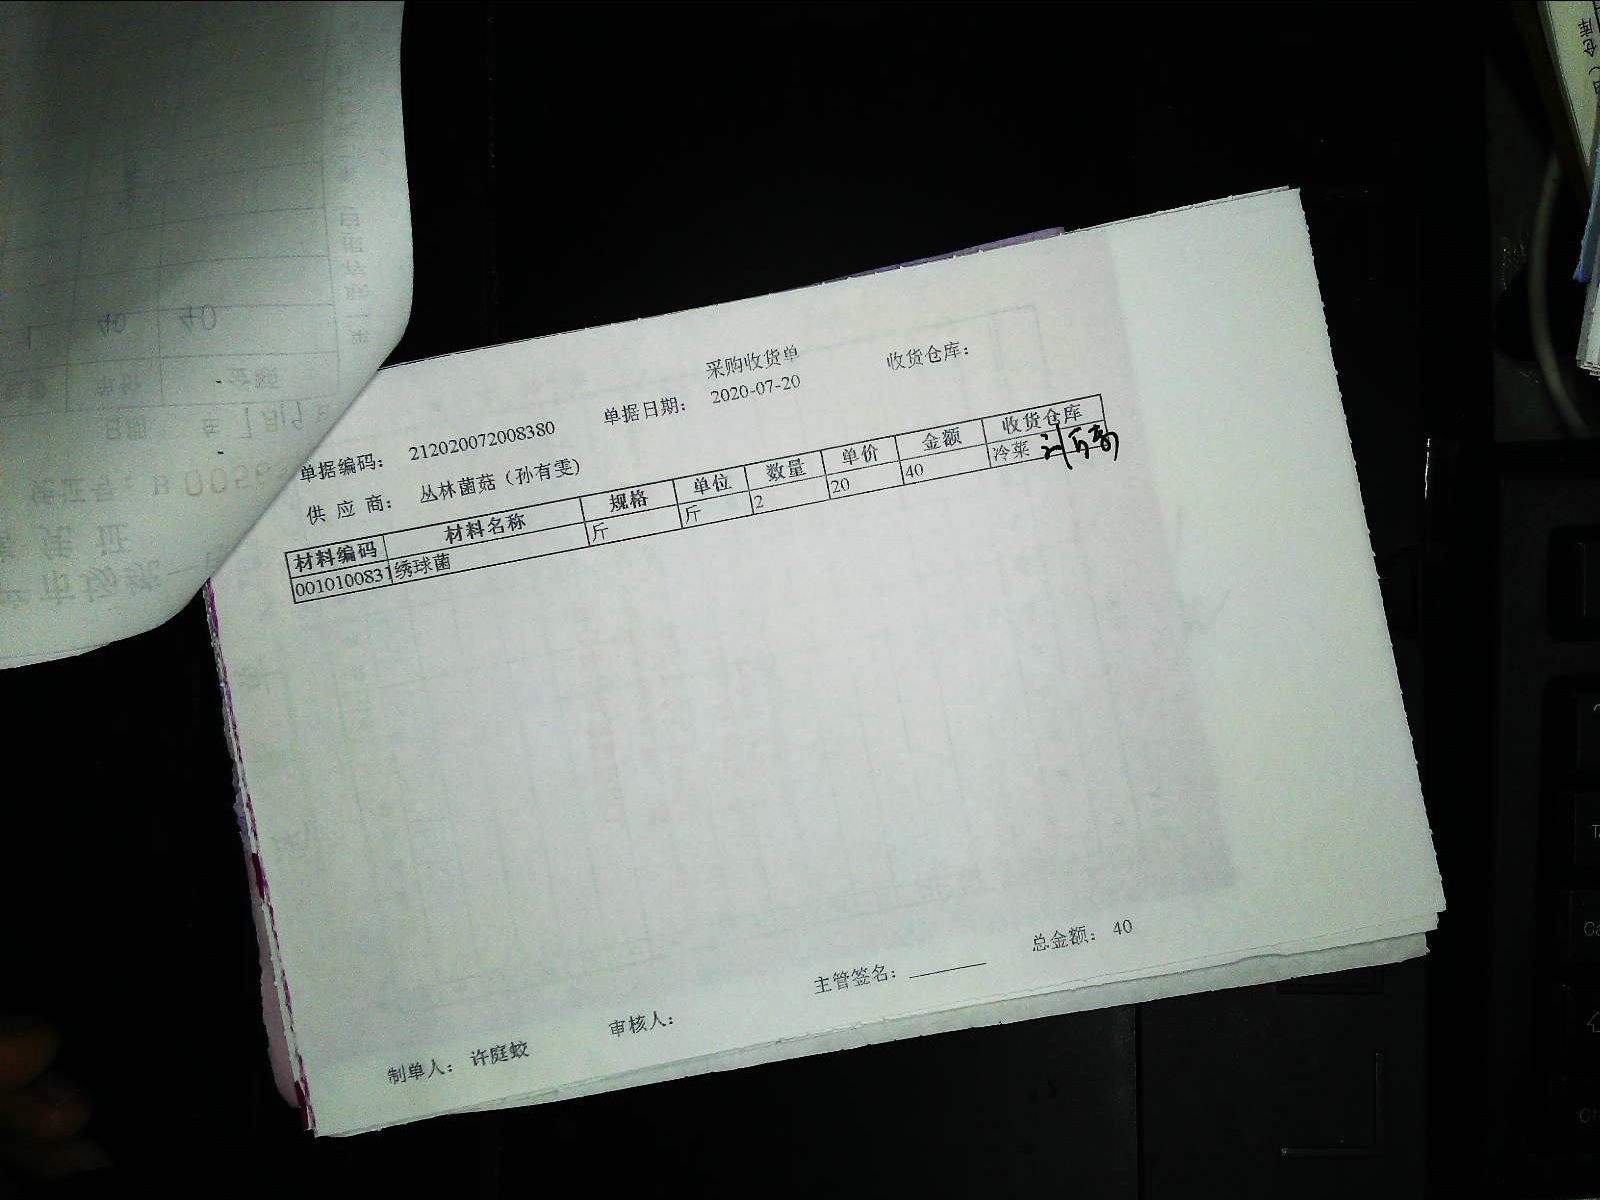 采购收货单
单据编码： 212020072008380 单据日期： 2020-07-20 收货仓库：
供 应 商： 丛林菌菇（孙有雯）
材料编码 材料名称 规格 单位 数量 单价 金额 收货仓库
0010100831 绣球菌 斤 斤 2 20 40 冷菜
总金额： 40
主管签名：
制单人： 许庭蛟 审核人：